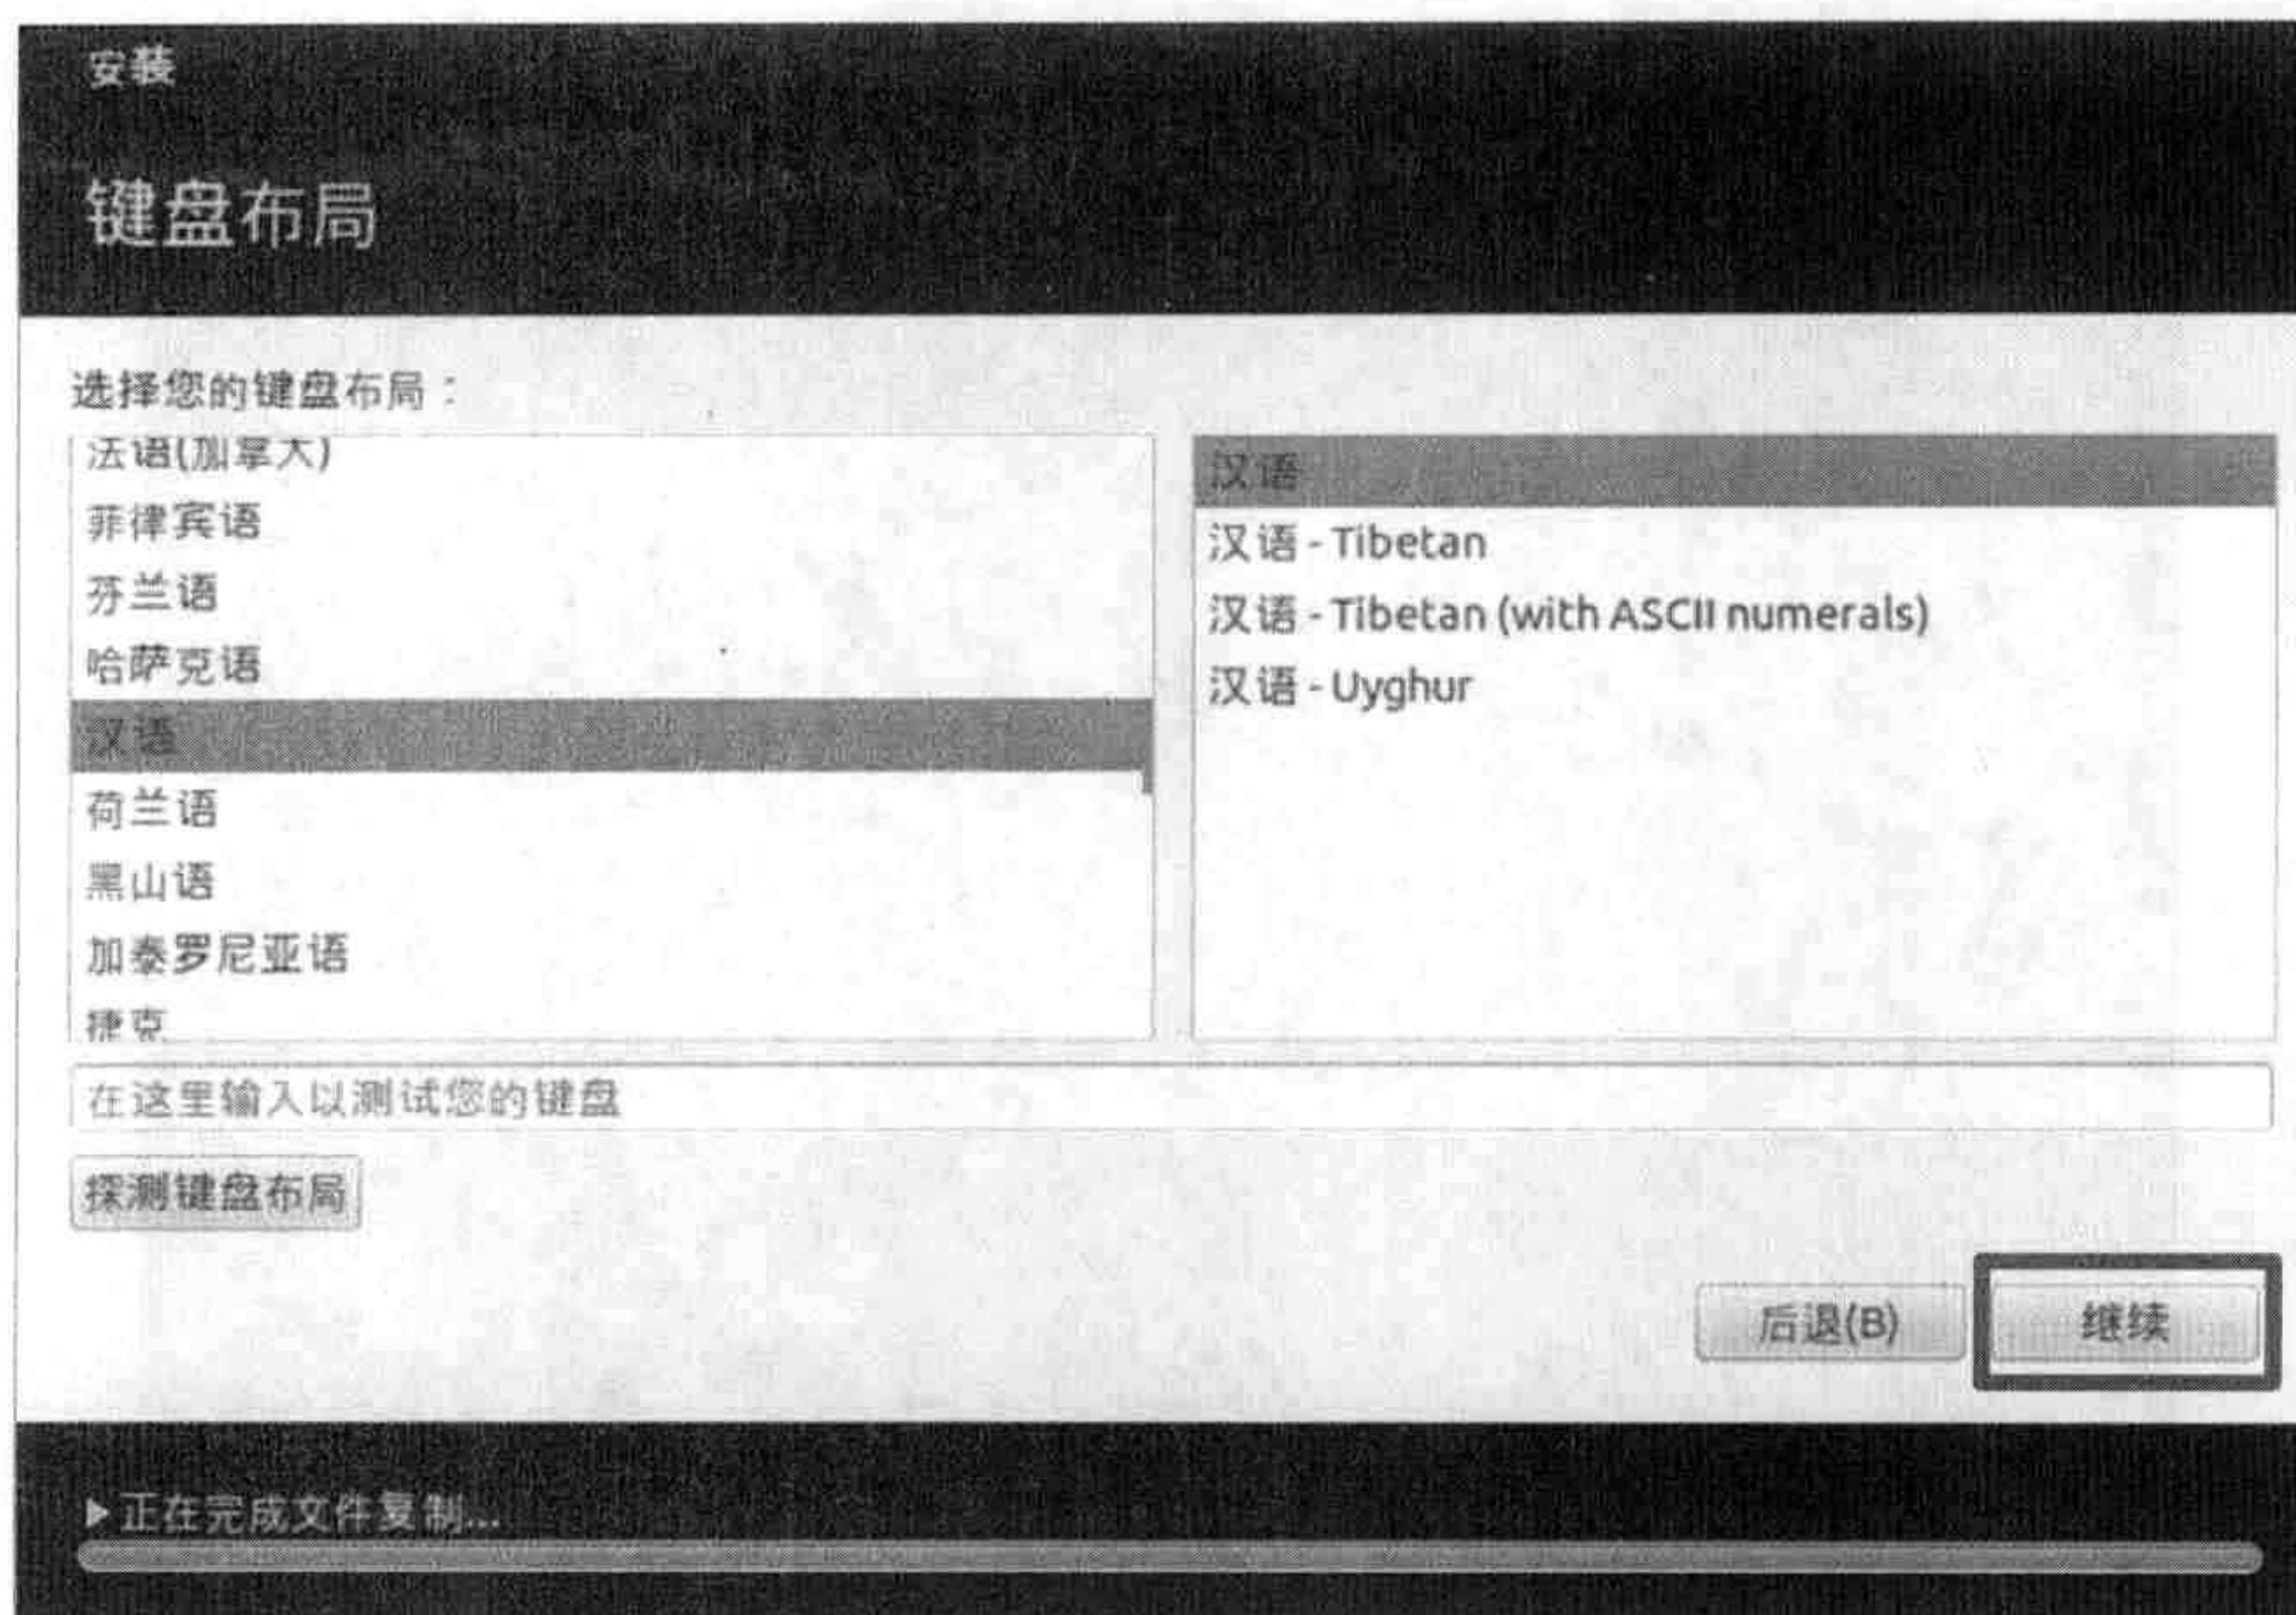 安装
键盘布局
选择您的键盘布局：
法语(加拿大)
菲律宾语
芬兰语
哈萨克语
汉语
荷兰语
黑山语
加泰罗尼亚语
捷克
汉语
汉语 - Tibetan
汉语 - Tibetan (with ASCII numerals)
汉语 - Uyghur
在这里输入以测试您的键盘
探测键盘布局
后退(B)
继续
▶正在完成文件复制...